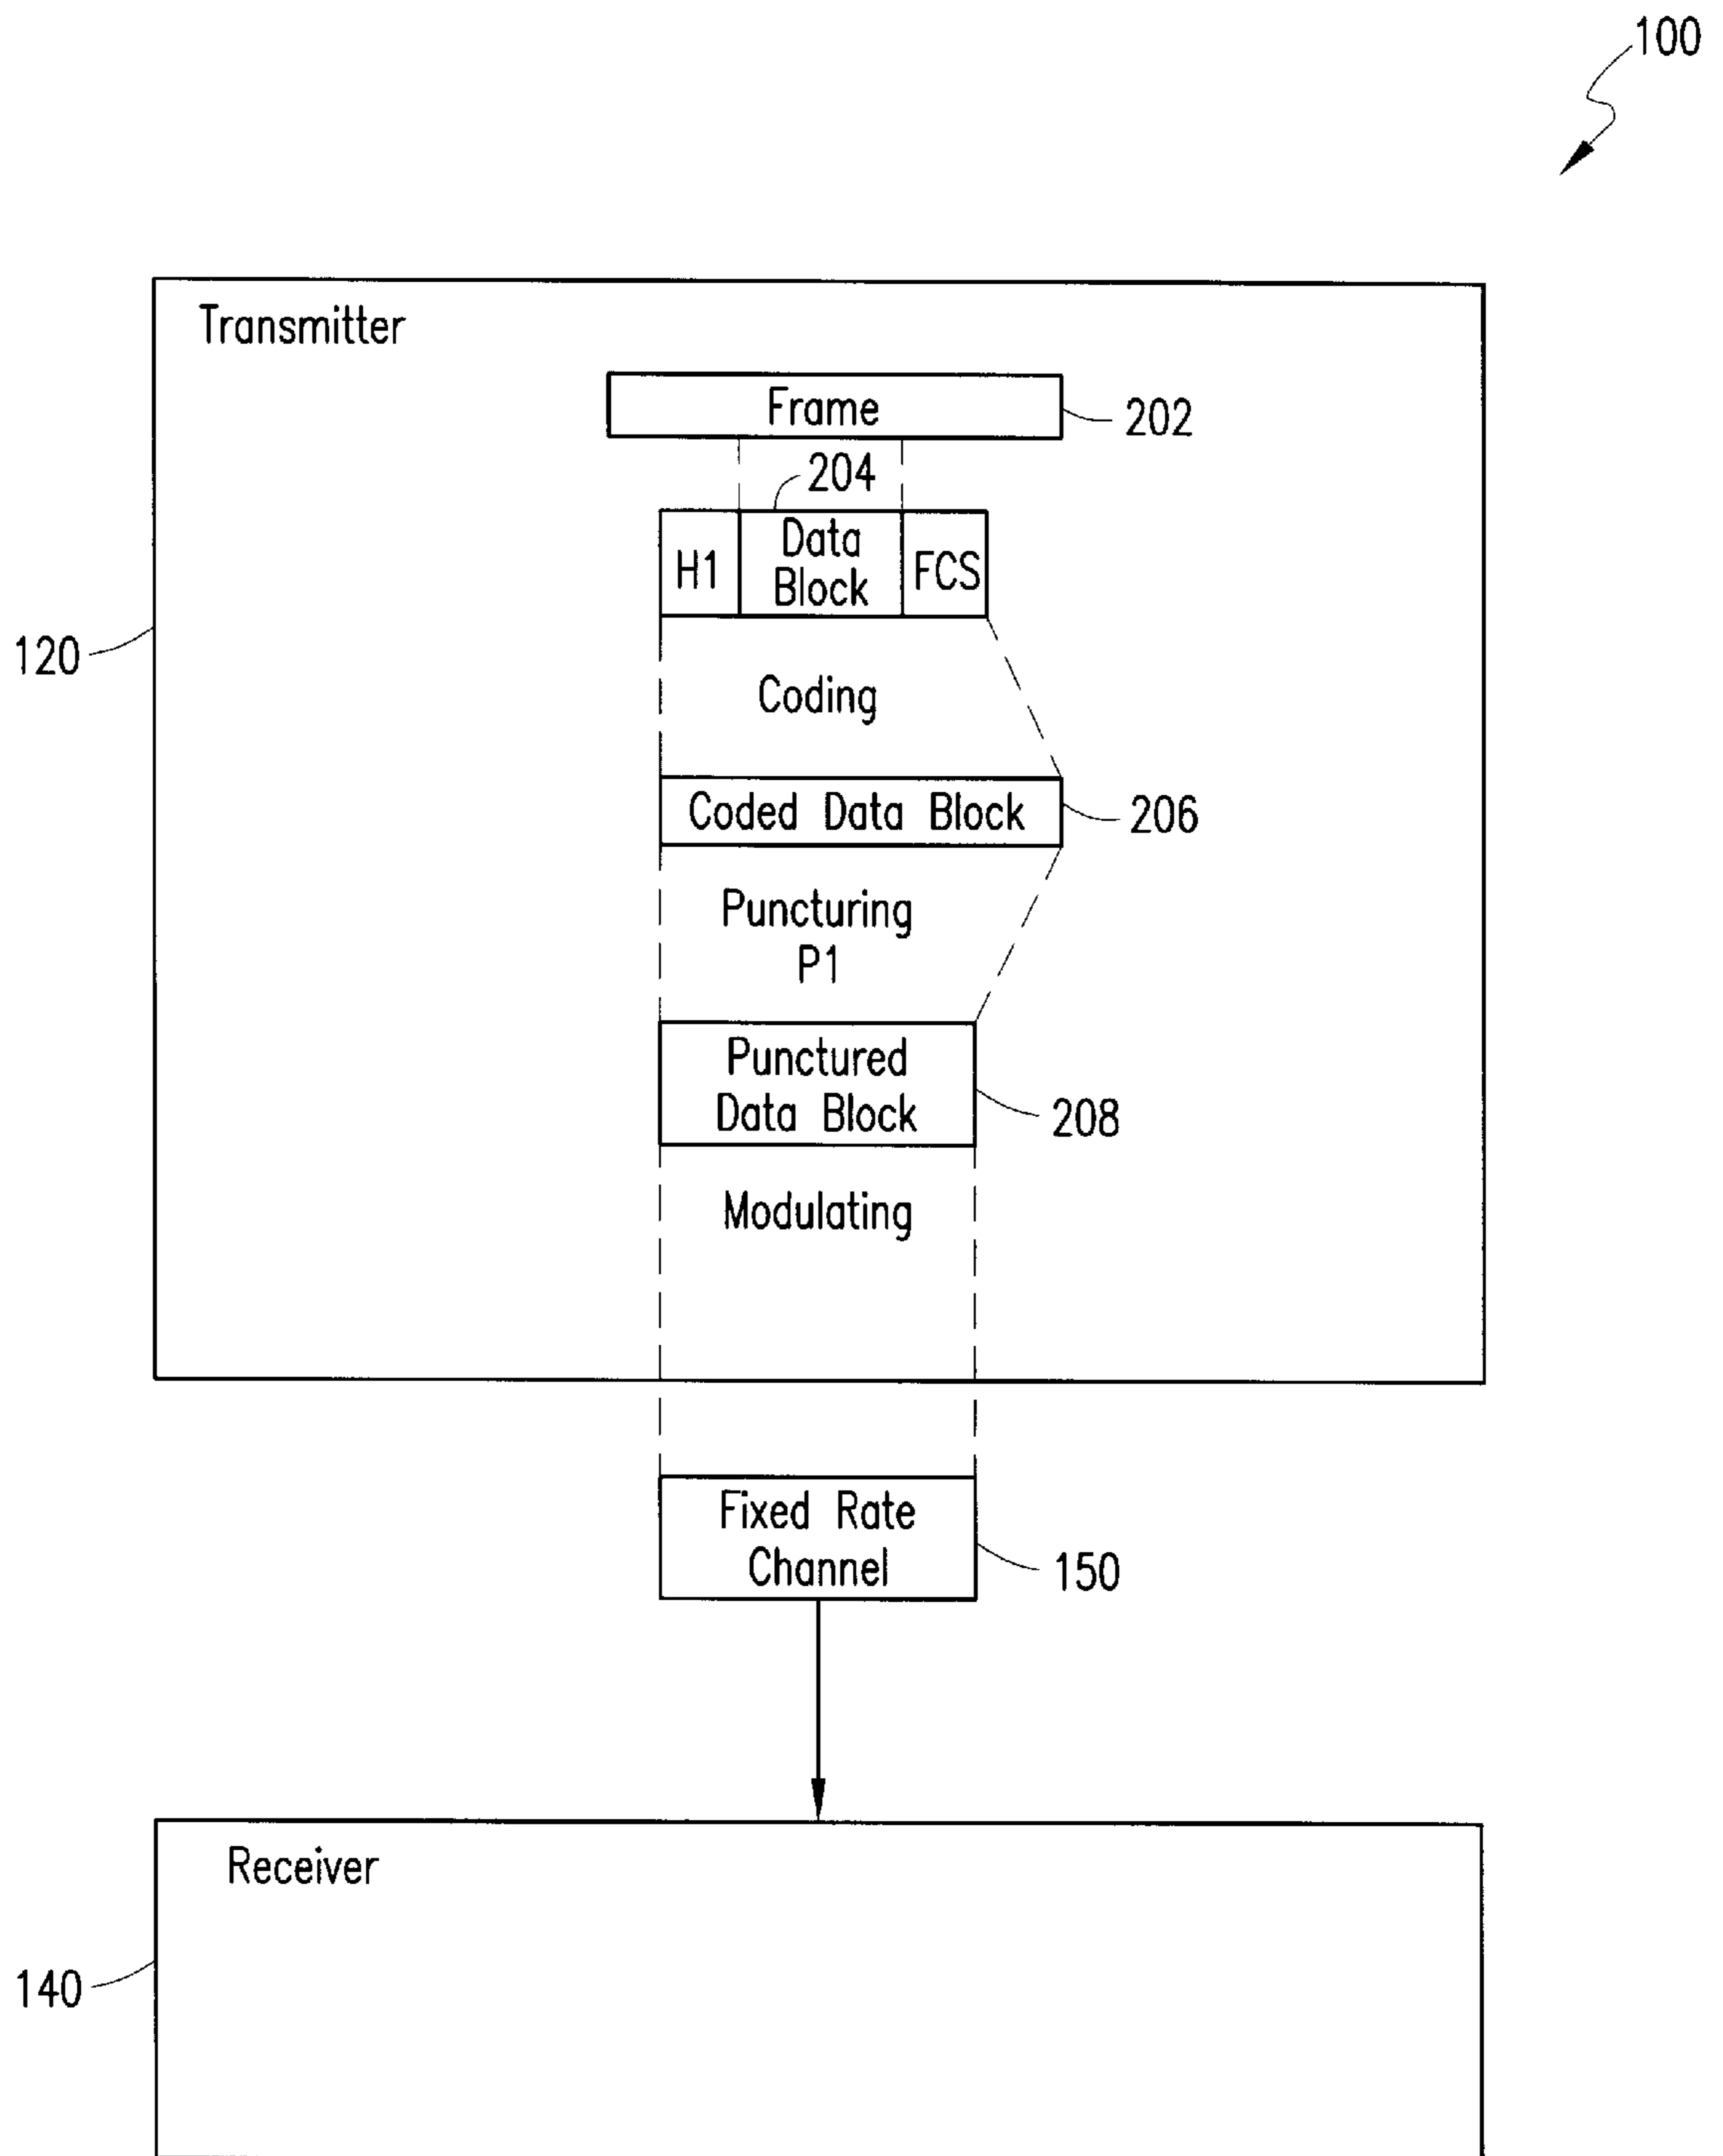 100
Transmitter
Frame
202
204
H1
Data
Block
FCS
120
Coding
Coded Data Block
206
Puncturing
P1
Punctured
Data Block
208
Modulating
Fixed Rate
Channel
150
Receiver
140